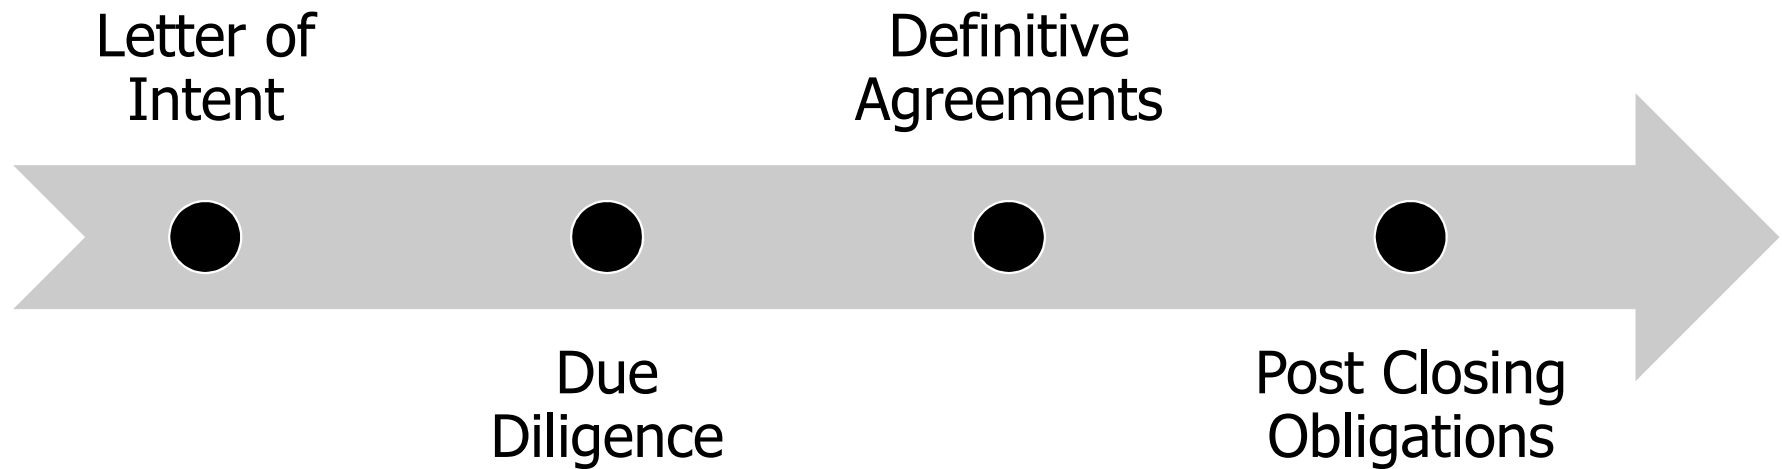 Letter of
Intent
Definitive
Agreements
Due
Diligence
Post Closing
Obligations